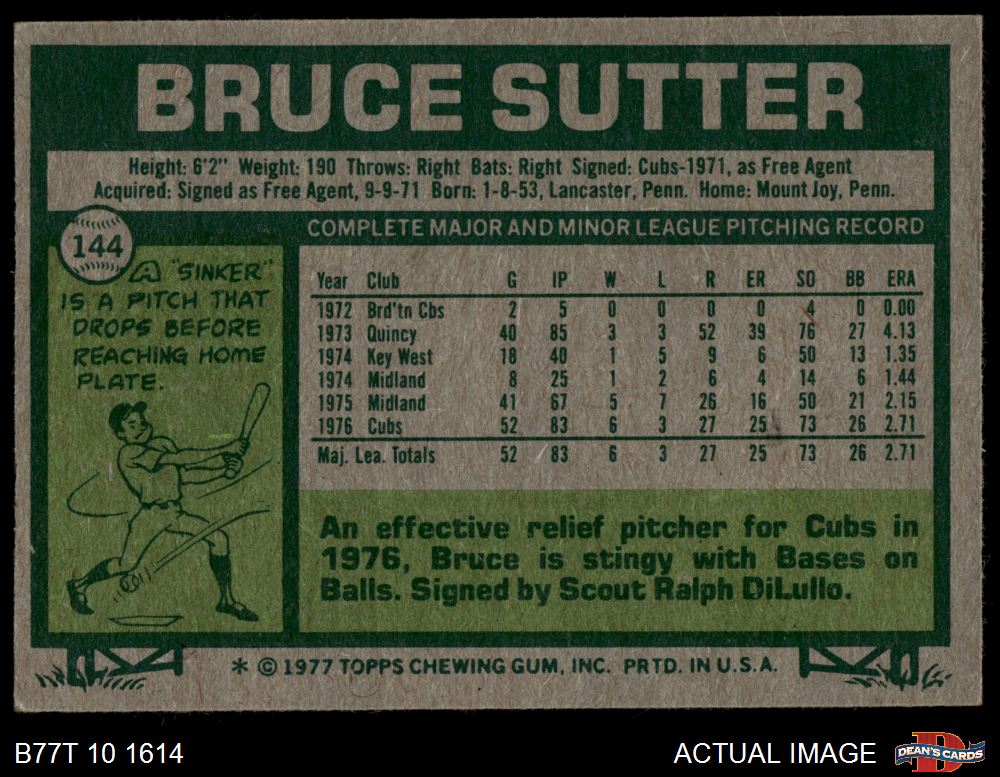 BRUCE SUTTER
Height: 6'2" Weight: 190 Throws: Right Bats: Right Signed: Cubs-1971, as Free Agent
Acquired: Signed as Free Agent, 9-9-71 Born: 1-8-53, Lancaster, Penn. Home: Mount Joy, Penn.
144
A "SINKER"
IS A PITCH THAT
DROPS BEFORE
REACHING HOME
PLATE.
COMPLETE MAJOR AND MINOR LEAGUE PITCHING RECORD
Year Club G IP W L R ER SO BB ERA
1972 Brd'tn Cbs 2 5 0 0 0 0 4 0 0.00
1973 Quincy 40 85 3 3 52 39 76 27 4.13
1974 Key West 18 40 1 5 9 6 50 13 1.35
1974 Midland 8 25 1 2 6 4 14 6 1.44
1975 Midland 41 67 5 7 26 16 50 21 2.15
1976 Cubs 52 83 6 3 27 25 73 26 2.71
Maj. Lea. Totals 52 83 6 3 27 25 73 26 2.71
An effective relief pitcher for Cubs in
1976, Bruce is stingy with Bases on
Balls. Signed by Scout Ralph DiLullo.
* © 1977 TOPPS CHEWING GUM, INC. PRTD. IN U.S.A.
B77T 10 1614
ACTUAL IMAGE
D
DEAN'S CARDS